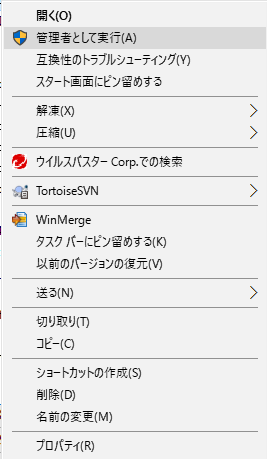 開く(O)
管理者として実行(A)
互換性のトラブルシューティング(Y)
スタート画面にピン留めする
解凍(X)
圧縮(U)
ウイルスバスター Corp.での検索
TortoiseSVN
WinMerge
タスク バーにピン留めする(K)
以前のバージョンの復元(V)
送る(N)
切り取り(T)
コピー(C)
ショートカットの作成(S)
削除(D)
名前の変更(M)
プロパティ(R)